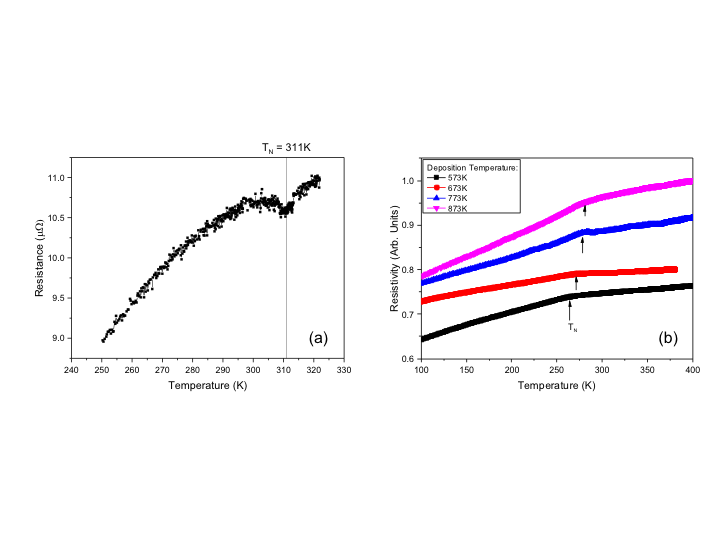 T_N = 311K
Resistance (μΩ)
11.0
10.5
10.0
9.5
9.0
240 250 260 270 280 290 300 310 320 330
Temperature (K)
(a)
Deposition Temperature:
573K
673K
773K
873K
Resistivity (Arb. Units)
1.0
0.9
0.8
0.7
0.6
T_N
100 150 200 250 300 350 400
Temperature (K)
(b)